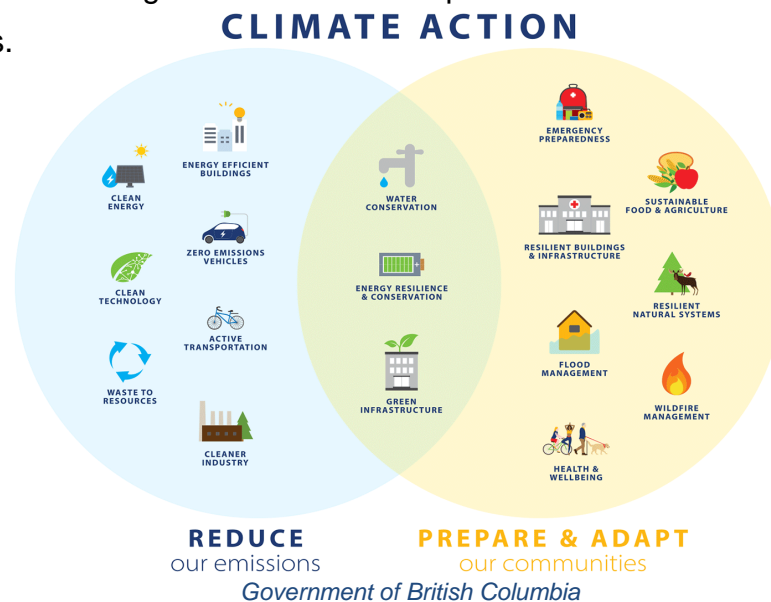 s.
CLIMATE ACTION
ENERGY EFFICIENT
BUILDINGS
CLEAN
ENERGY
ZERO EMISSIONS
VEHICLES
CLEAN
TECHNOLOGY
ACTIVE
TRANSPORTATION
WASTE TO
RESOURCES
CLEANER
INDUSTRY
WATER
CONSERVATION
ENERGY RESILIENCE
& CONSERVATION
GREEN
INFRASTRUCTURE
EMERGENCY
PREPAREDNESS
SUSTAINABLE
FOOD & AGRICULTURE
RESILIENT BUILDINGS
& INFRASTRUCTURE
RESILIENT
NATURAL SYSTEMS
FLOOD
MANAGEMENT
WILDFIRE
MANAGEMENT
HEALTH &
WELLBEING
REDUCE
our emissions
PREPARE & ADAPT
our communities
Government of British Columbia